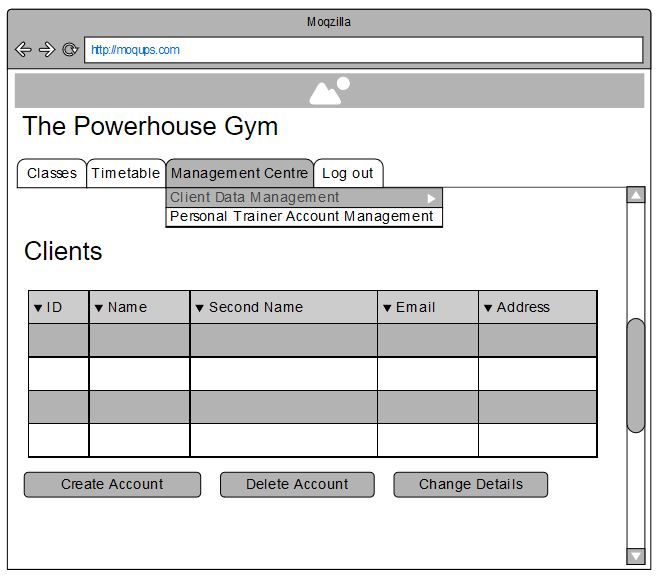 Moqzilla
http://moqups.com
The Powerhouse Gym
Classes Timetable Management Centre Log out
Client Data Management
Personal Trainer Account Management
Clients
ID Name Second Name Email Address
Create Account Delete Account Change Details